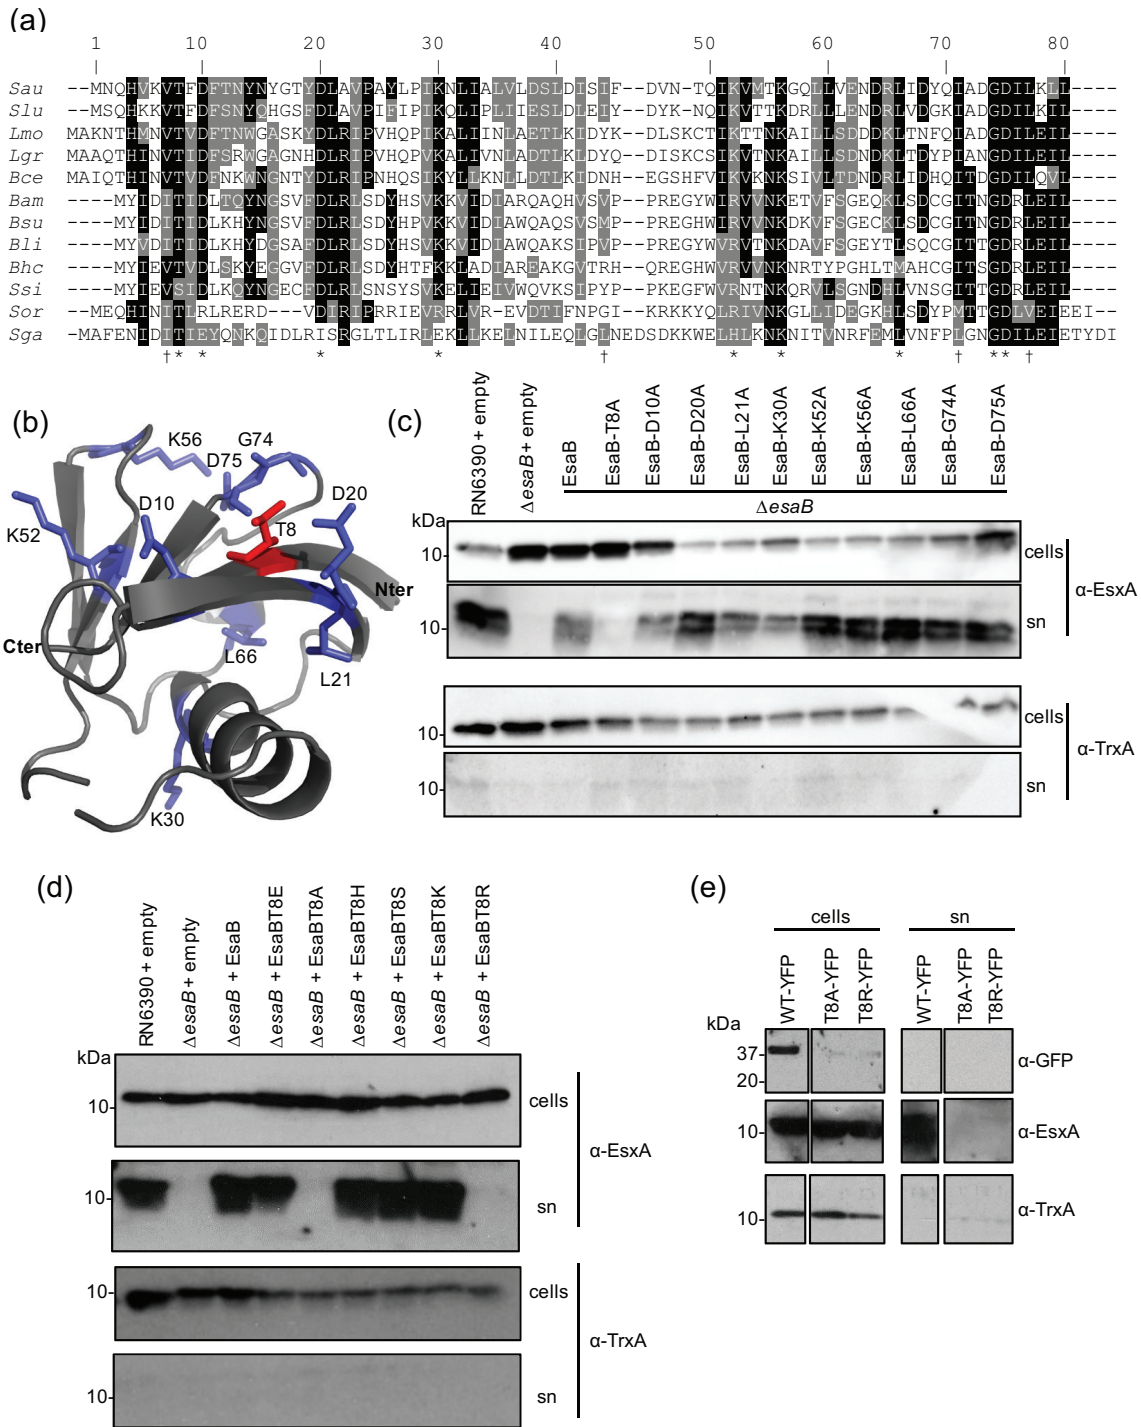 (a)
1 10 20 30 40 50 60 70 80
Sau --MNQHVKVTFDFTNYNYGTYDLAVPAYLPIKNLIALVLDSLDISIF--DVN-TQIKVMTKGQLLVENDRLIDYQIADGDILKLL----
Slu --MSQHKKVTFDFSNYQHGSFDLAVPIFIPIKQLIPLLIESLDLEIY--DYK-NQIKVTTKDRLLLENDRLVDGKIADGDILKIL----
Lmo MAKNTHMNVTVDFTNWGASKYDLRIPVHQPIKALIINLAETLKIDYK--DLSKCTIKTTNKAILLSDDDKLTNFQIADGDILEIL----
Lgr MAAQTHINVTIDFSRWGAGNHDLRIPVHQPVKALIVNLADTLKLDYQ--DISKCSIKVTNKAILLSDNDKLTDYPIANGDILEIL----
Bce MAIQTHINVTVDFNKWNGNTYDLRIPNHQSIKYLLKNLLDTLKIDNH--EGSHFVIKVTNKSIVLTDNDRLIDHQITDGDILQVL----
Bam ----MYIDITIDLTQYNGSVFDLRLSDYHSVKKVIDIARQAQHVSVMP--PREGYWIRVVNKETVFSGEQKLSDCGITNGDRLEIL----
Bsu ----MYIDITIDLKHYNGSVFDLRLSDYHPVKKVIDIAWQAQSVSMP--PREGYWIRVVNKDKVFSGECKLSDCGITNGDRLEIL----
Bli ----MYVDITIDLKHYDGSAFDLRLSDYHSVKKVIDIAWQAKSIPVP--PREGYWVRVTNKDAVFSGEYTLSQCGITTGDRLEIL----
Bhc ----MYIEVTVDLSKYEGGVFDLRLSDYHTFKKLADIAREAKGVTRH--QREGHWVRVVNKNRTYPGHLTMAHCGITSGDRLEIL----
Ssi ----MYIEVSIDLKQYNGECFDLRLSNSYSVKELIEIVWQVKSIPYP--PKEGFWVRNTNKQRVLSGNDHLVNSGITTGDRLEIL----
Sor --MEQHINITLRLRERD--VDIRIPRRIEVRRLVR-EVDTIFNPGI--KRKKYQLRIVNKGLLIDEGKHLSDYPMTTGDLVEIEEI--
Sga --MAFENIDITIEYQNKQIDLRISRGLTLRILEKLLKELNILEQLGLNEDSDKKWELHLKNKNITVNRFEMLVNFPLGNGDILEIETYDI
† * * * * † * * * † * * †
(b)
K56
G74
D75
D10
D20
K52
T8
Nter
Cter
L66
L21
K30
(c)
RN6390 + empty
ΔesaB + empty
EsaB
EsaB-T8A
EsaB-D10A
EsaB-D20A
EsaB-L21A
EsaB-K30A
EsaB-K52A
EsaB-K56A
EsaB-L66A
EsaB-G74A
EsaB-D75A
ΔesaB
kDa
10
cells
10
sn
α-EsxA
10
cells
10
sn
α-TrxA
(d)
RN6390 + empty
ΔesaB + empty
ΔesaB + EsaB
ΔesaB + EsaBT8E
ΔesaB + EsaBT8A
ΔesaB + EsaBT8H
ΔesaB + EsaBT8S
ΔesaB + EsaBT8K
ΔesaB + EsaBT8R
kDa
10
cells
10
sn
α-EsxA
10
cells
10
sn
α-TrxA
(e)
cells sn
WT-YFP
T8A-YFP
T8R-YFP
WT-YFP
T8A-YFP
T8R-YFP
kDa
37
20
α-GFP
10
α-EsxA
10
α-TrxA